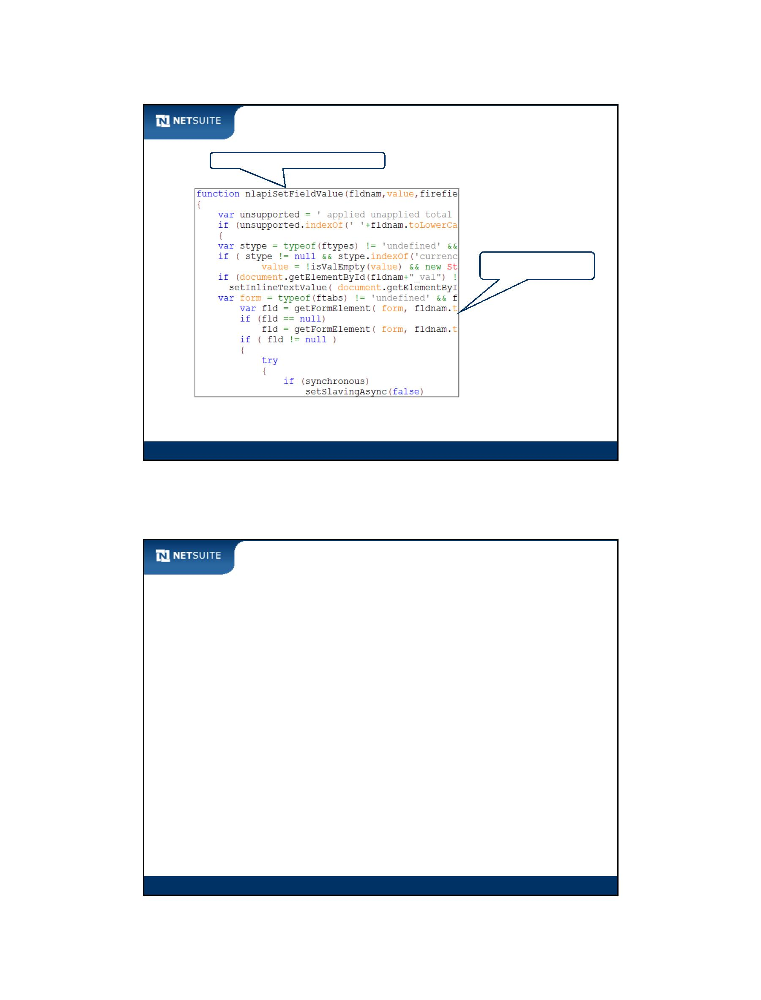 NETSUITE
function nlapiSetFieldValue(fldnam,value,firefie
{
var unsupported = ' applied unapplied total
if (unsupported.indexOf(' '+fldnam.toLowerCa
{
var stype = typeof(ftypes) != 'undefined' &&
if ( stype != null && stype.indexOf('currenc
value = !isValEmpty(value) && new St
if (document.getElementById(fldnam+"_val") !
setInlineTextValue( document.getElementByI
var form = typeof(ftabs) != 'undefined' && f
var fld = getFormElement( form, fldnam.t
if (fld == null)
fld = getFormElement( form, fldnam.t
if ( fld != null )
{
try
{
if (synchronous)
setSlavingAsync(false)
NETSUITE